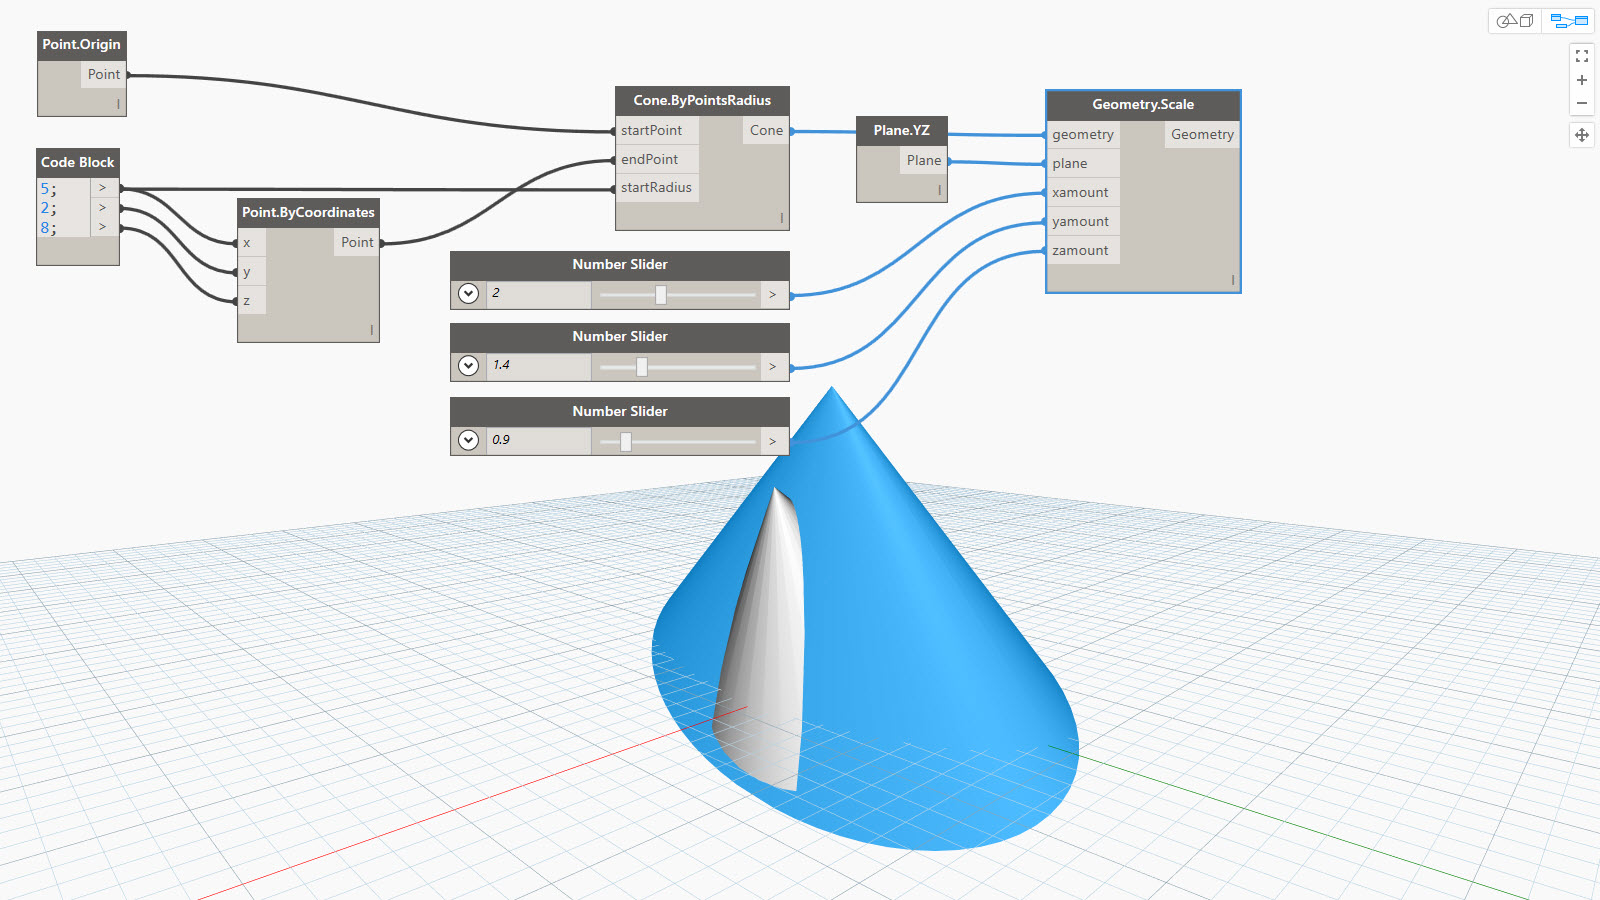 Point.Origin
Point
Code Block
5; >
2; >
8; >
Point.ByCoordinates
x Point
y
z
Cone.ByPointsRadius
startPoint Cone
endPoint
startRadius
Number Slider
2 >
Number Slider
1.4 >
Number Slider
0.9 >
Plane.YZ
Plane
Geometry.Scale
geometry Geometry
plane
xamount
yamount
zamount